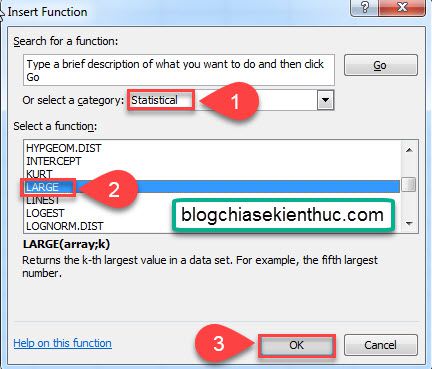 Insert Function
Search for a function:
Type a brief description of what you want to do and then click
Go
Go
Or select a category: Statistical
1
Select a function:
HYPGEOM.DIST
INTERCEPT
KURT
LARGE
2
LINEST
LOGEST
LOGNORM.DIST
blogchiasekienthuc.com
LARGE(array;k)
Returns the k-th largest value in a data set. For example, the fifth largest
number.
3
Help on this function
OK
Cancel